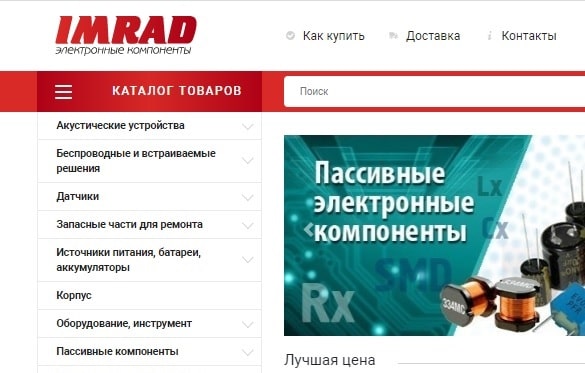 IMRAD
электронные компоненты
Как купить
Доставка
Контакты
КАТАЛОГ ТОВАРОВ
Поиск
Акустические устройства
Беспроводные и встраиваемые
решения
Датчики
Запасные части для ремонта
Источники питания, батареи,
аккумуляторы
Корпус
Оборудование, инструмент
Пассивные компоненты
Пассивные
электронные
компоненты
Lx
Cx
SMD
Rx
334MC
334MC
Лучшая цена